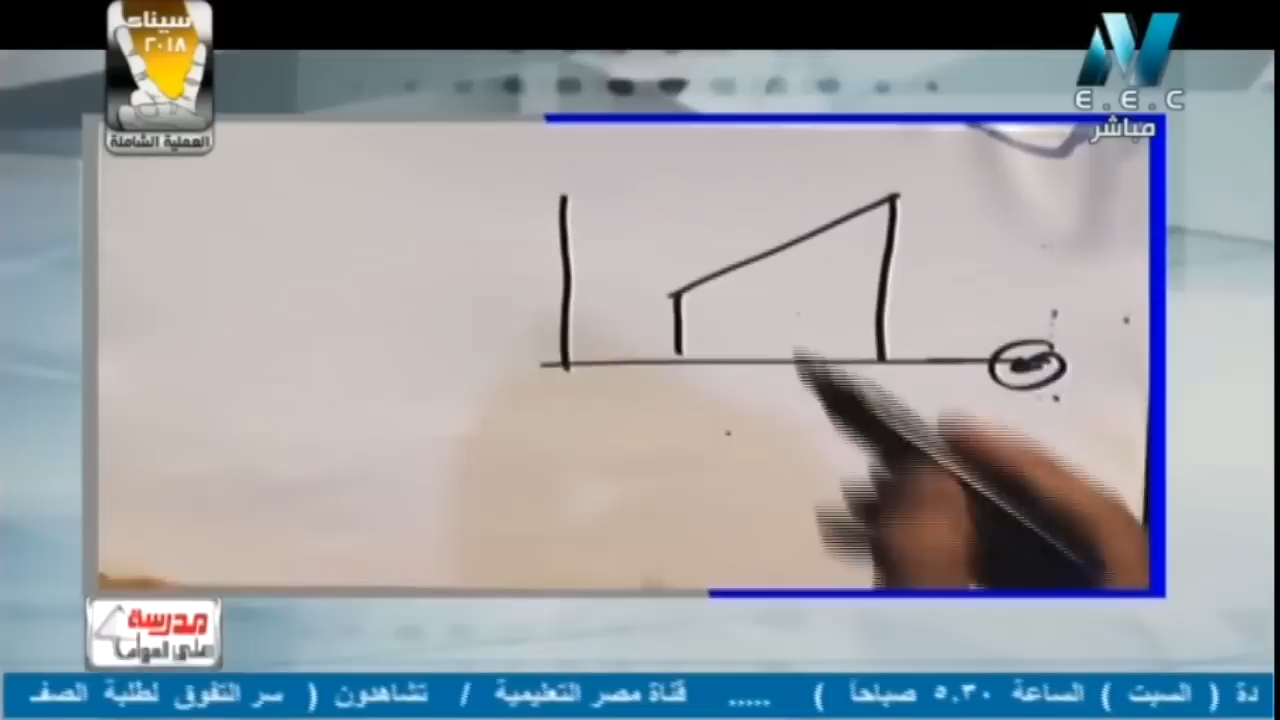 سيناء
٢٠١٨
العملية الشاملة
E.E.C
مباشر
مدرسة
على الهواء
دة ( السبت ) الساعة ٥.٣٠ صباحاً ) ..... قناة مصر التعليمية / تشاهدون ( سر التفوق لطلبة الصف